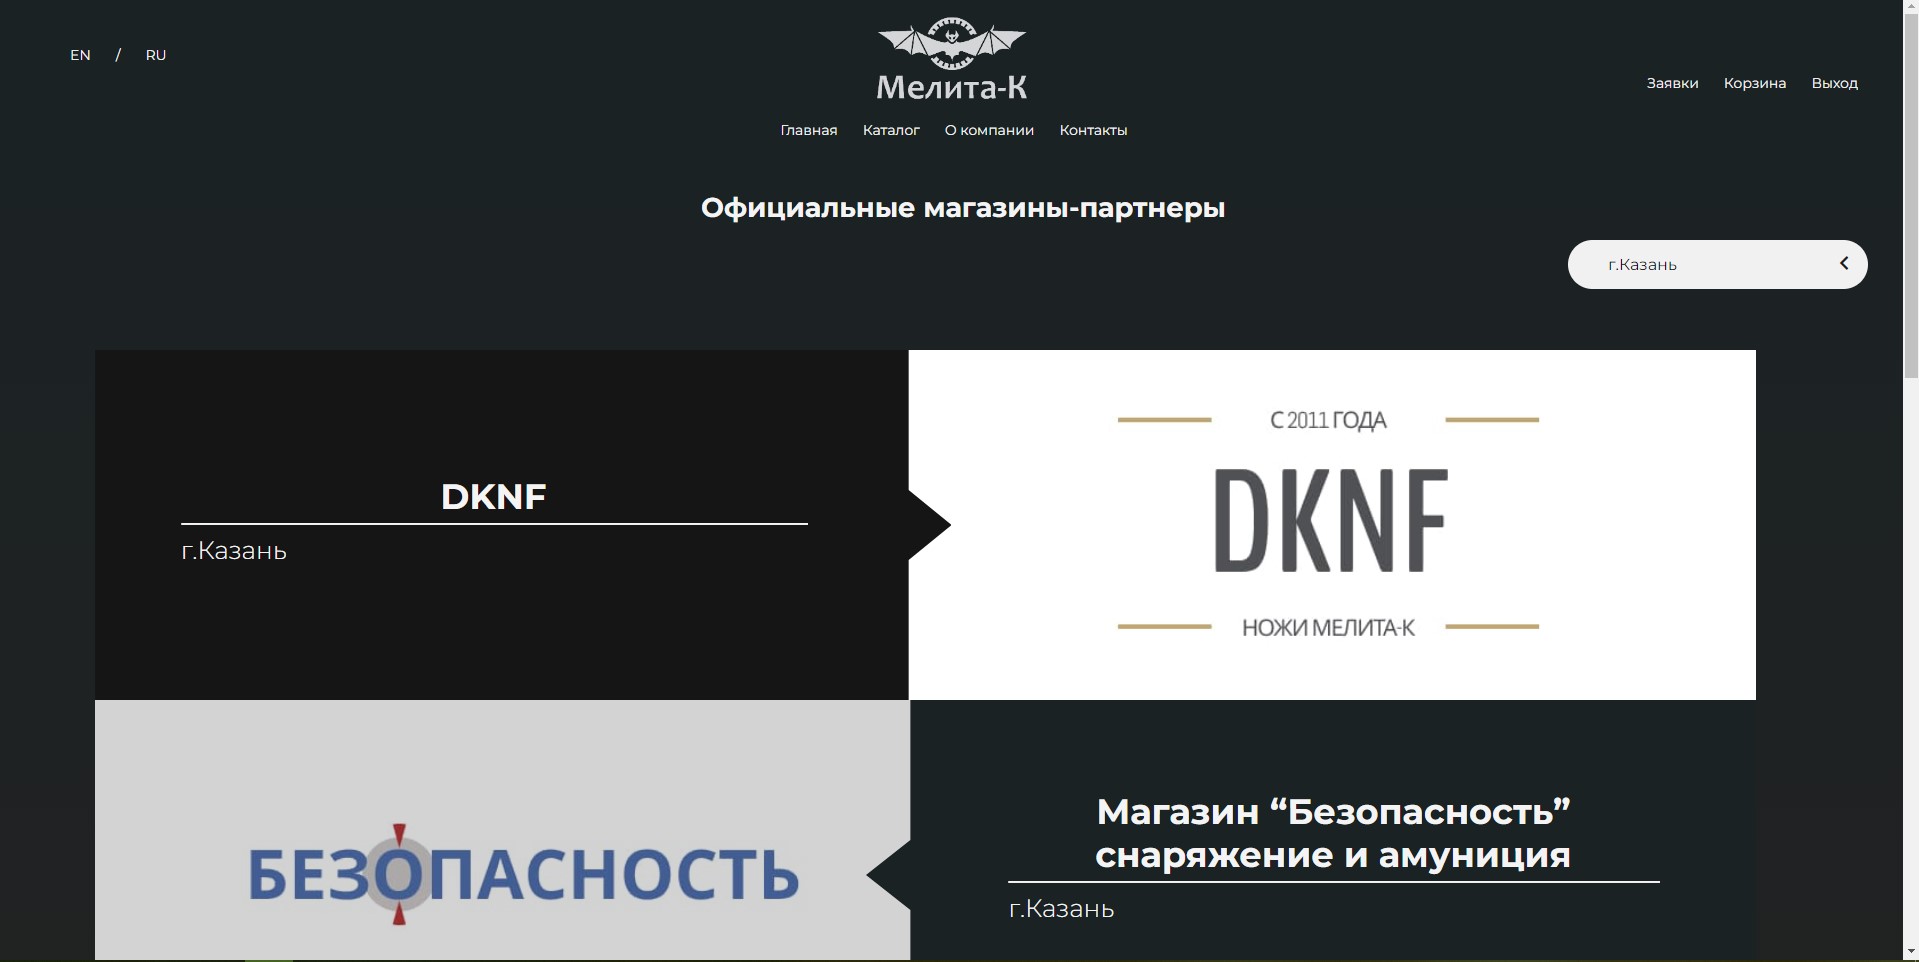 EN / RU
Мелита-К
Заявки Корзина Выход
Главная Каталог О компании Контакты
Официальные магазины-партнеры
г.Казань
DKNF
г.Казань
С 2011 ГОДА
DKNF
НОЖИ МЕЛИТА-К
БЕЗОПАСНОСТЬ
Магазин “Безопасность”
снаряжение и амуниция
г.Казань